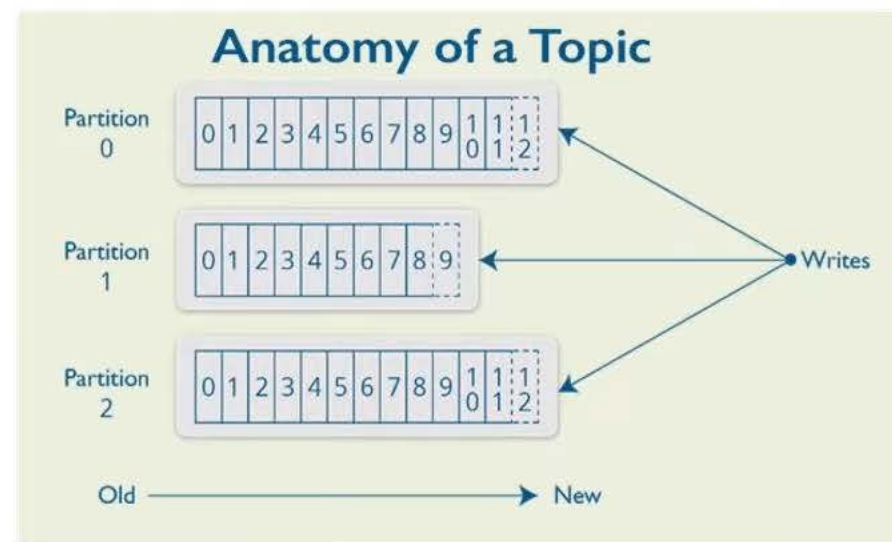 Anatomy of a Topic
Partition
0
0 1 2 3 4 5 6 7 8 9 10 11 12
Partition
1
0 1 2 3 4 5 6 7 8 9
Writes
Partition
2
0 1 2 3 4 5 6 7 8 9 10 11 12
Old
New